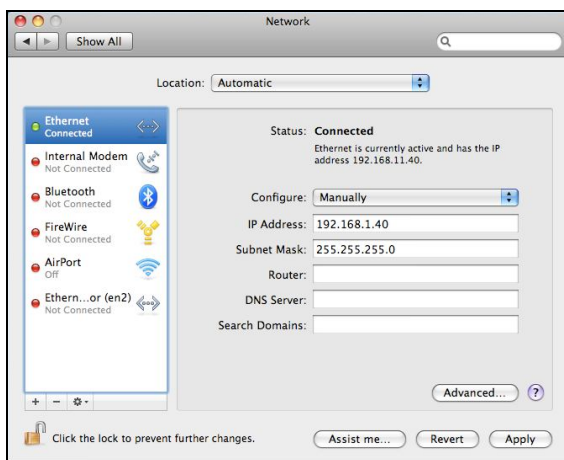 Network
Show All
Location: Automatic
Ethernet
Connected
Internal Modem
Not Connected
Bluetooth
Not Connected
FireWire
Not Connected
AirPort
Off
Ethern...or (en2)
Not Connected
Status: Connected
Ethernet is currently active and has the IP
address 192.168.11.40.
Configure: Manually
IP Address: 192.168.1.40
Subnet Mask: 255.255.255.0
Router:
DNS Server:
Search Domains:
Advanced... ?
+ −
Click the lock to prevent further changes.
Assist me... Revert Apply